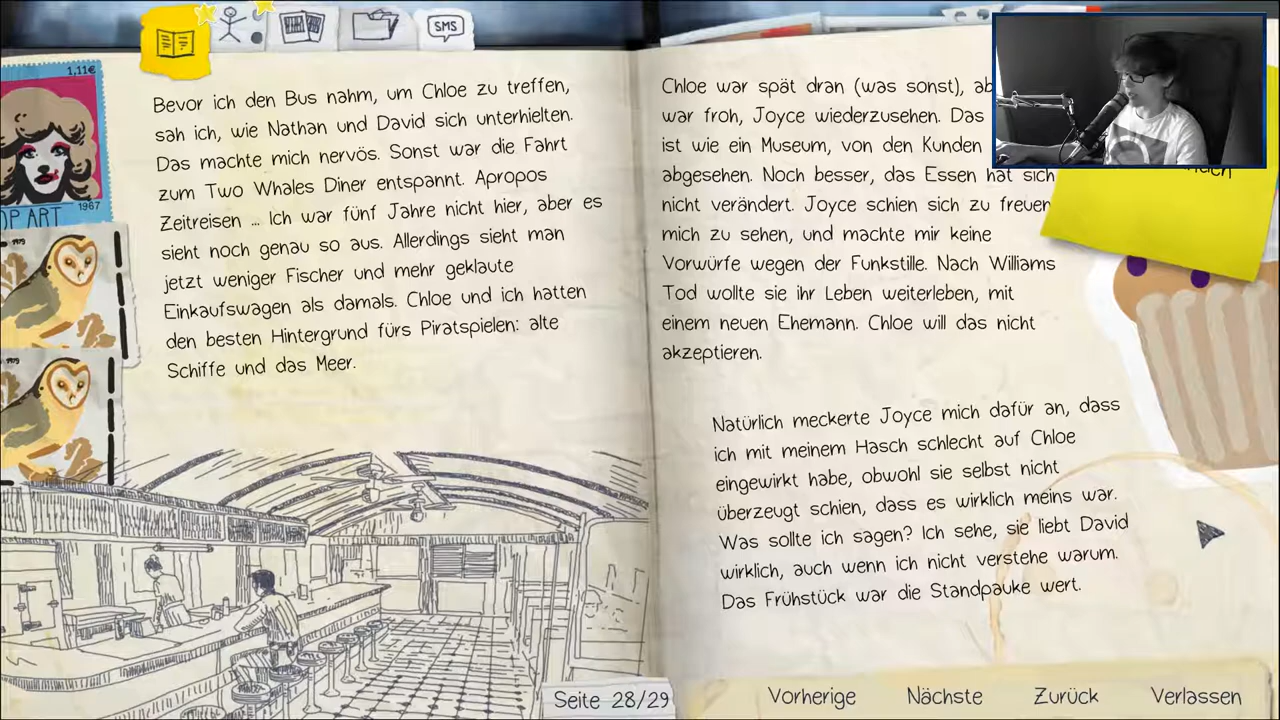 SMS
1,11€
OP ART 1967
1979
1979
Bevor ich den Bus nahm, um Chloe zu treffen,
sah ich, wie Nathan und David sich unterhielten.
Das machte mich nervös. Sonst war die Fahrt
zum Two Whales Diner entspannt. Apropos
Zeitreisen ... Ich war fünf Jahre nicht hier, aber es
sieht noch genau so aus. Allerdings sieht man
jetzt weniger Fischer und mehr geklaute
Einkaufswagen als damals. Chloe und ich hatten
den besten Hintergrund fürs Piratspielen: alte
Schiffe und das Meer.
Chloe war spät dran (was sonst), ab
war froh, Joyce wiederzusehen. Das
ist wie ein Museum, von den Kunden
abgesehen. Noch besser, das Essen hat sich
nicht verändert. Joyce schien sich zu freuen
mich zu sehen, und machte mir keine
Vorwürfe wegen der Funkstille. Nach Williams
Tod wollte sie ihr Leben weiterleben, mit
einem neuen Ehemann. Chloe will das nicht
akzeptieren.
Natürlich meckerte Joyce mich dafür an, dass
ich mit meinem Hasch schlecht auf Chloe
eingewirkt habe, obwohl sie selbst nicht
überzeugt schien, dass es wirklich meins war.
Was sollte ich sagen? Ich sehe, sie liebt David
wirklich, auch wenn ich nicht verstehe warum.
Das Frühstück war die Standpauke wert.
Seite 28/29
Vorherige Nächste Zurück Verlassen